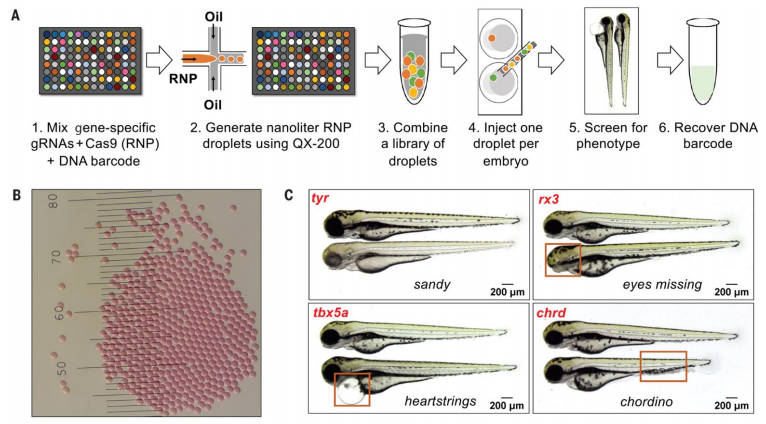 A
Oil
RNP
Oil
1. Mix gene-specific
gRNAs + Cas9 (RNP)
+ DNA barcode
2. Generate nanoliter RNP
droplets using QX-200
3. Combine
a library of
droplets
4. Inject one
droplet per
embryo
5. Screen for
phenotype
6. Recover DNA
barcode
B
80
70
60
50
C
tyr
sandy
200 µm
rx3
eyes missing
200 µm
tbx5a
heartstrings
200 µm
chrd
chordino
200 µm